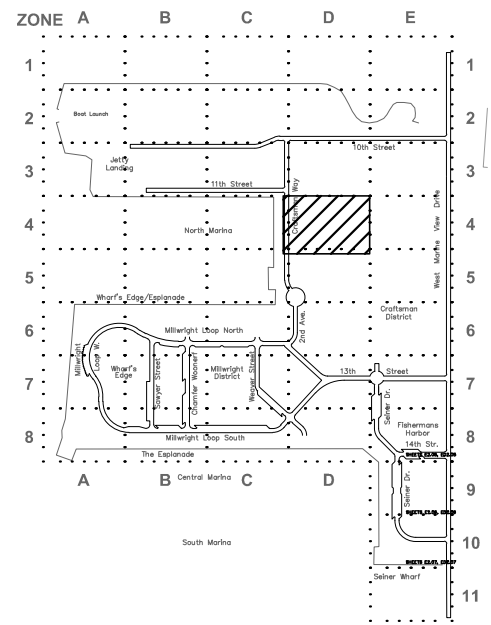 ZONE A B C D E
1 1
2 2
Boat Launch
10th Street
3 3
Jetty
Landing
11th Street
Craftsman Way
West Marine View Drive
4 4
North Marina
5 5
Wharf's Edge/Esplanade
Craftsman
District
2nd Ave.
6 6
Millwright Loop North
Millwright
Loop W.
Wharf's
Edge
Sawyer Street
Chamfer Woonerf
Millwright
District
Weaver Street
13th Street
7 7
Seiner Dr.
Fishermans
Harbor
8 8
Millwright Loop South
14th Str.
The Esplanade
A B C D
Central Marina
Seiner Dr.
9
South Marina
10
Seiner Wharf
11